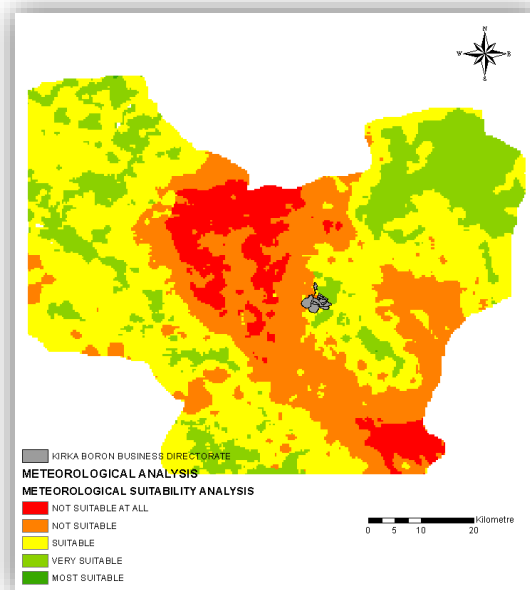 N
W E
S
KIRKA BORON BUSINESS DIRECTORATE
METEOROLOGICAL ANALYSIS
METEOROLOGICAL SUITABILITY ANALYSIS
NOT SUITABLE AT ALL
NOT SUITABLE
SUITABLE
VERY SUITABLE
MOST SUITABLE
Kilometre
0 5 10 20